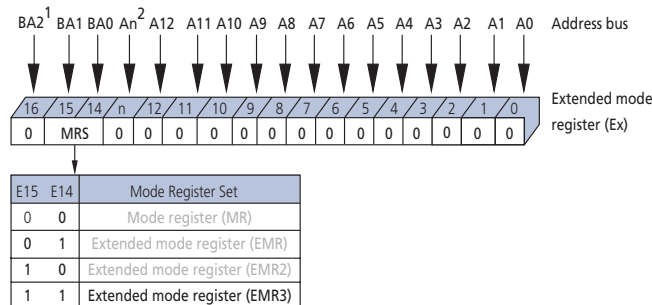 BA2¹ BA1 BA0 An² A12 A11 A10 A9 A8 A7 A6 A5 A4 A3 A2 A1 A0 Address bus
16 15 14 n 12 11 10 9 8 7 6 5 4 3 2 1 0 Extended mode
register (Ex)
0 MRS 0 0 0 0 0 0 0 0 0 0 0 0 0 0
E15 E14 Mode Register Set
0 0 Mode register (MR)
0 1 Extended mode register (EMR)
1 0 Extended mode register (EMR2)
1 1 Extended mode register (EMR3)